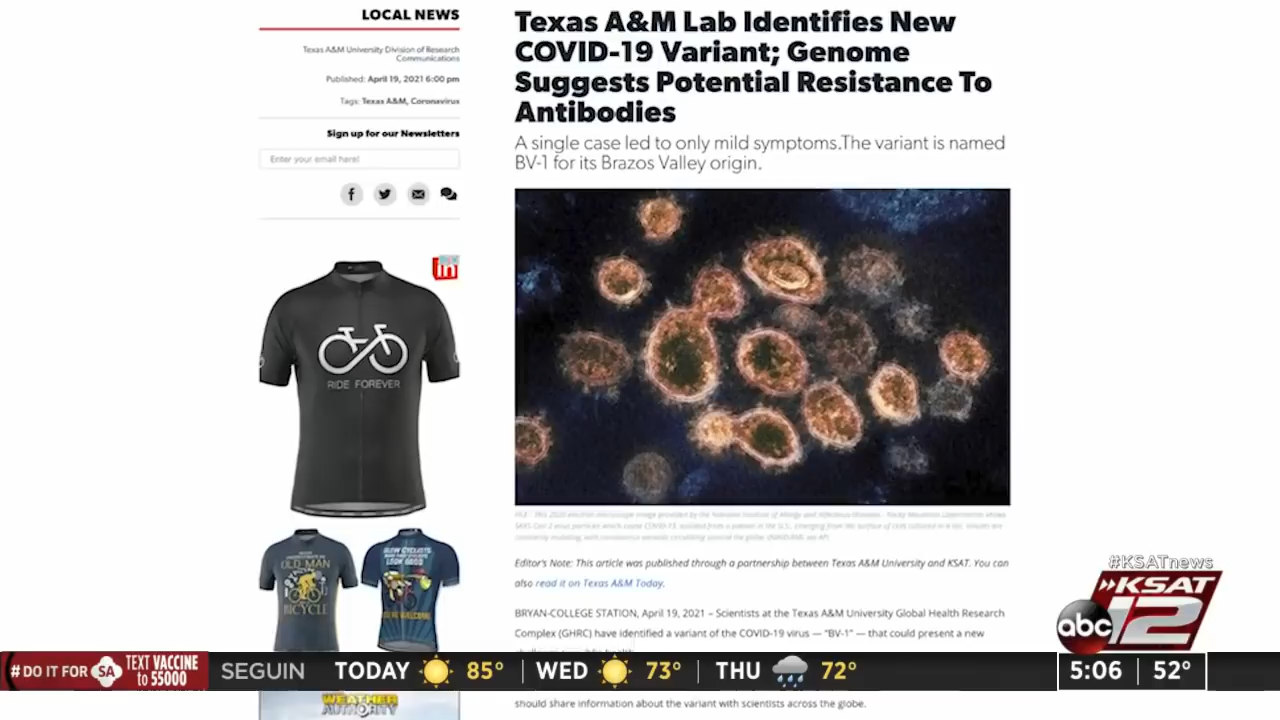 LOCAL NEWS
Texas A&M University Division of Research
Communications
Published: April 19, 2021 6:00 pm
Tags: Texas A&M, Coronavirus
Sign up for our Newsletters
Enter your email here!
RIDE FOREVER
OLD MAN
BICYCLE
SLOW CYCLISTS
LOOK GOOD
Texas A&M Lab Identifies New
COVID-19 Variant; Genome
Suggests Potential Resistance To
Antibodies
A single case led to only mild symptoms.The variant is named
BV-1 for its Brazos Valley origin.
Editor's Note: This article was published through a partnership between Texas A&M University and KSAT. You can
also read it on Texas A&M Today.
BRYAN-COLLEGE STATION, April 19, 2021 – Scientists at the Texas A&M University Global Health Research
Complex (GHRC) have identified a variant of the COVID-19 virus — "BV-1" — that could present a new
should share information about the variant with scientists across the globe.
#KSATnews
KSAT
abc 12
#DO IT FOR SA TEXT VACCINE
to 55000
SEGUIN TODAY 85° WED 73° THU 72°
5:06 52°
WEATHER
AUTHORITY